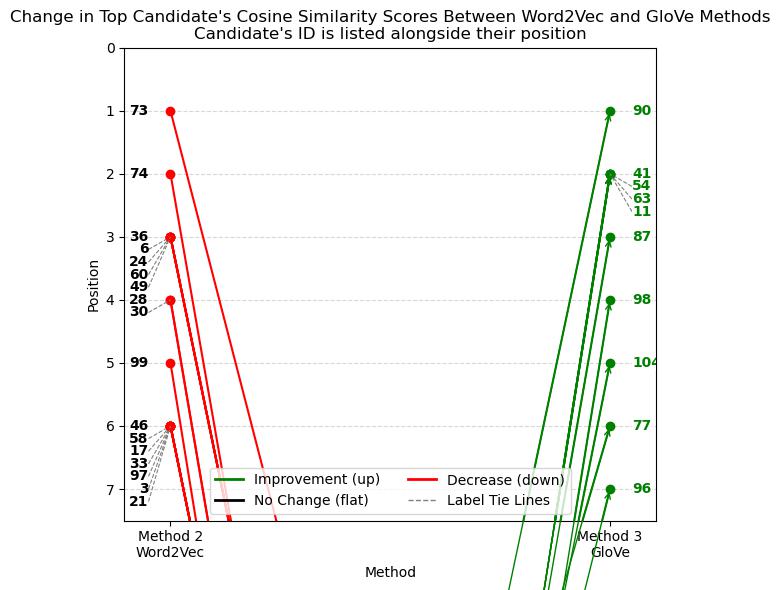 Change in Top Candidate's Cosine Similarity Scores Between Word2Vec and GloVe Methods
Candidate's ID is listed alongside their position
Position
0
1
2
3
4
5
6
7
73
74
36
6
24
60
49
28
30
99
46
58
17
33
97
3
21
90
41
54
63
11
87
98
104
77
96
Improvement (up)
No Change (flat)
Decrease (down)
Label Tie Lines
Method 2
Word2Vec
Method 3
GloVe
Method